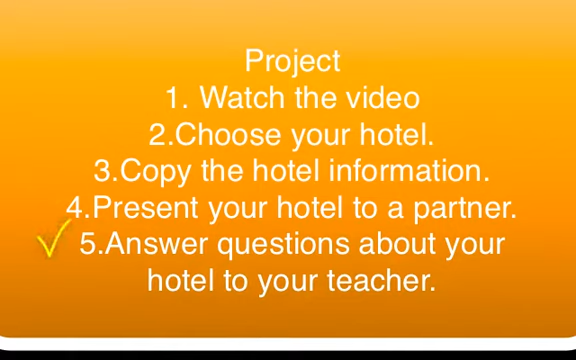 Project
1. Watch the video
2.Choose your hotel.
3.Copy the hotel information.
4.Present your hotel to a partner.
5.Answer questions about your
hotel to your teacher.